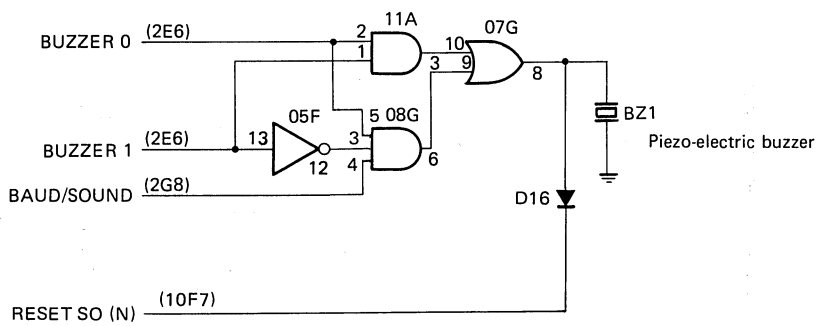 11A
07G
BUZZER 0 (2E6)
2
1
10
3 9
8
BZ1
Piezo-electric buzzer
05F
5 08G
BUZZER 1 (2E6)
13
12
3
4
6
BAUD/SOUND (2G8)
D16
RESET SO (N) (10F7)